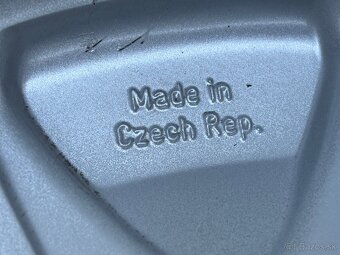 Made in
Czech Rep.